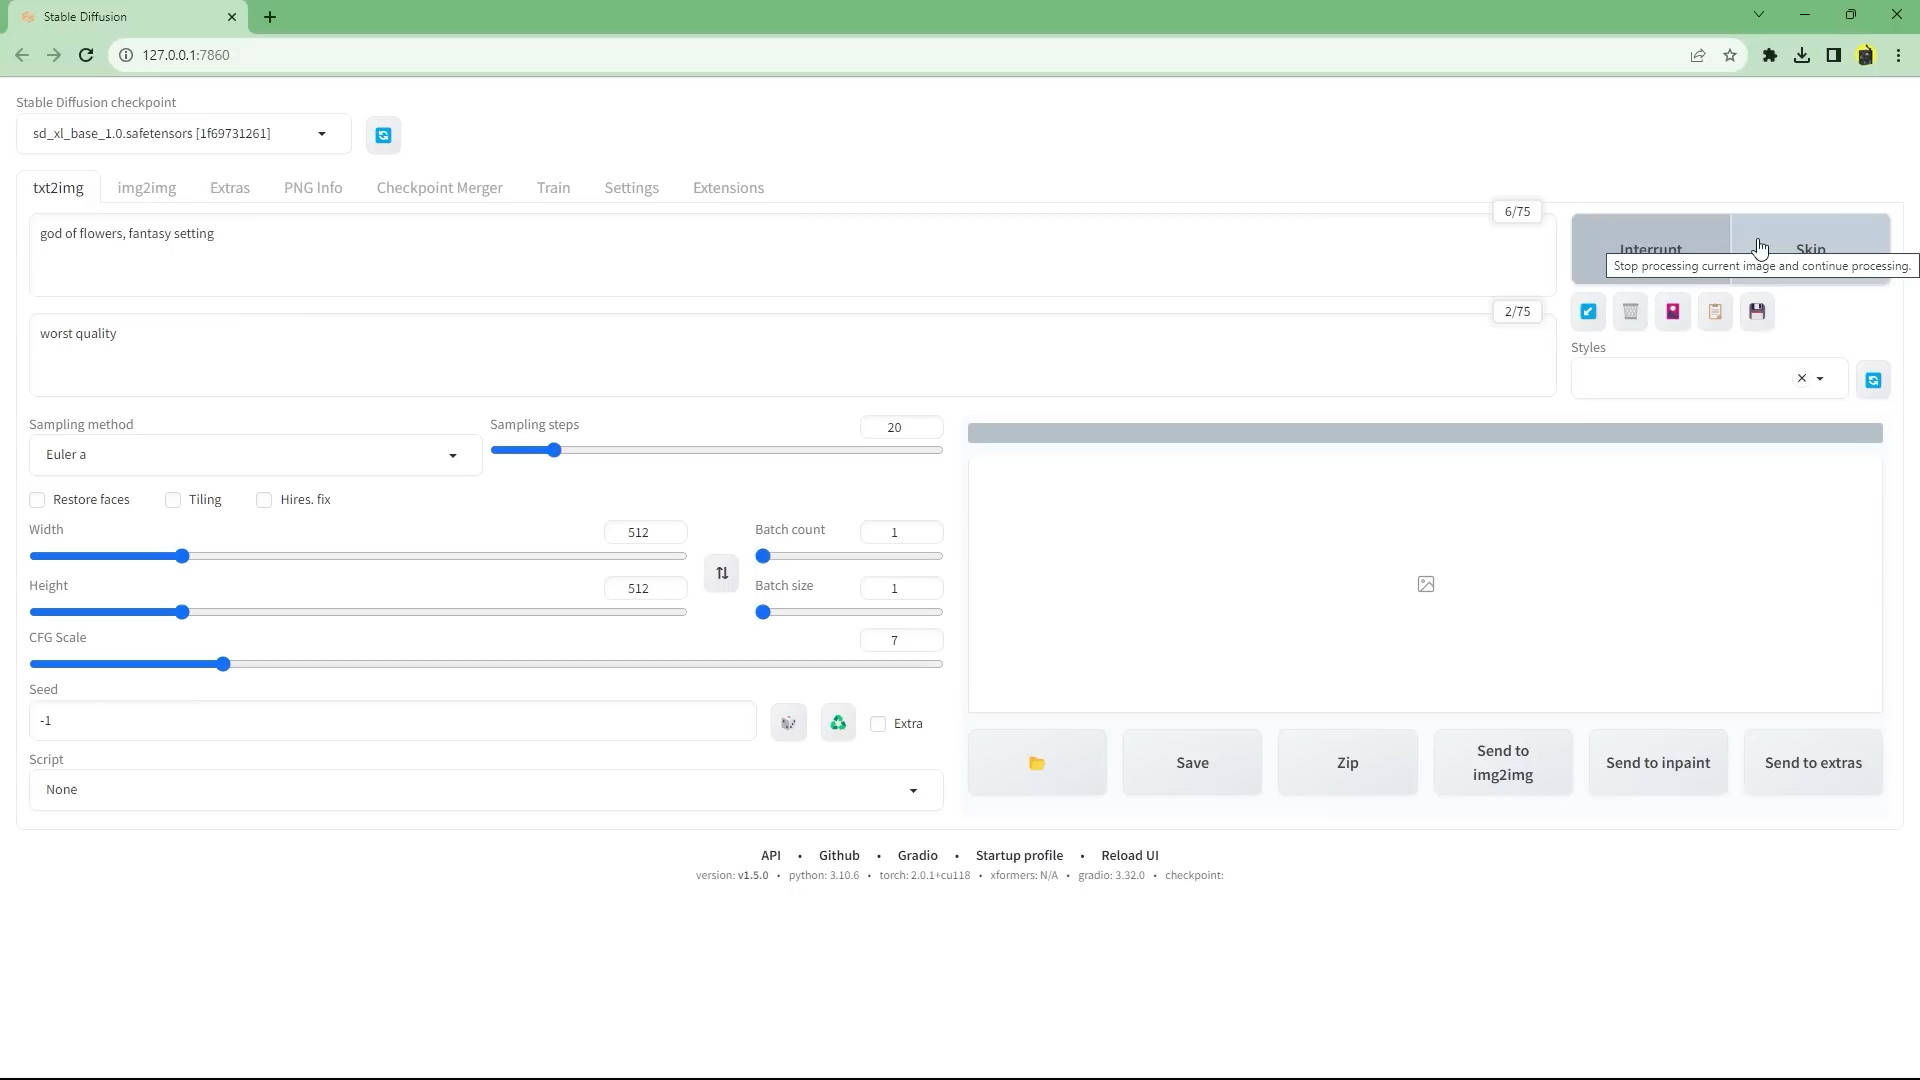 Stable Diffusion
127.0.0.1:7860
Stable Diffusion checkpoint
sd_xl_base_1.0.safetensors [1f69731261]
txt2img img2img Extras PNG Info Checkpoint Merger Train Settings Extensions
6/75
god of flowers, fantasy setting
Interrupt Skip
Stop processing current image and continue processing.
2/75
worst quality
Styles
Sampling method
Euler a
Sampling steps 20
Restore faces Tiling Hires. fix
Width 512
Batch count 1
Height 512
Batch size 1
CFG Scale 7
Seed
-1
Extra
Script
None
Save Zip Send to img2img Send to inpaint Send to extras
API • Github • Gradio • Startup profile • Reload UI
version: v1.5.0 • python: 3.10.6 • torch: 2.0.1+cu118 • xformers: N/A • gradio: 3.32.0 • checkpoint: